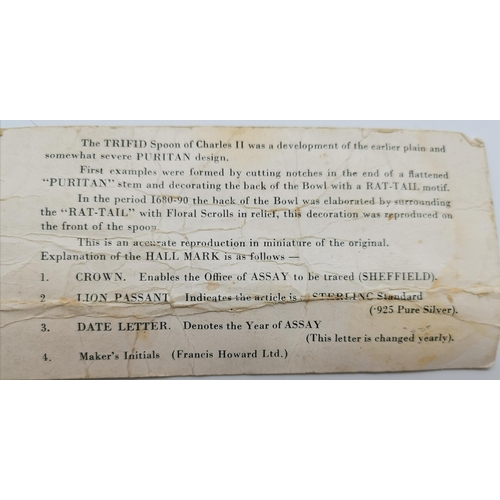 The TRIFID Spoon of Charles II was a development of the earlier plain and
somewhat severe PURITAN design.
First examples were formed by cutting notches in the end of a flattened
"PURITAN" stem and decorating the back of the Bowl with a RAT-TAIL motif.
In the period 1680-90 the back of the Bowl was elaborated by surrounding
the "RAT-TAIL" with Floral Scrolls in relief, this decoration was reproduced on
the front of the spoon
This is an accurate reproduction in miniature of the original.
Explanation of the HALL MARK is as follows —
1. CROWN. Enables the Office of ASSAY to be traced (SHEFFIELD).
2 LION PASSANT Indicates the article is STERLING Standard
(·925 Pure Silver).
3. DATE LETTER. Denotes the Year of ASSAY
(This letter is changed yearly).
4. Maker's Initials (Francis Howard Ltd.)